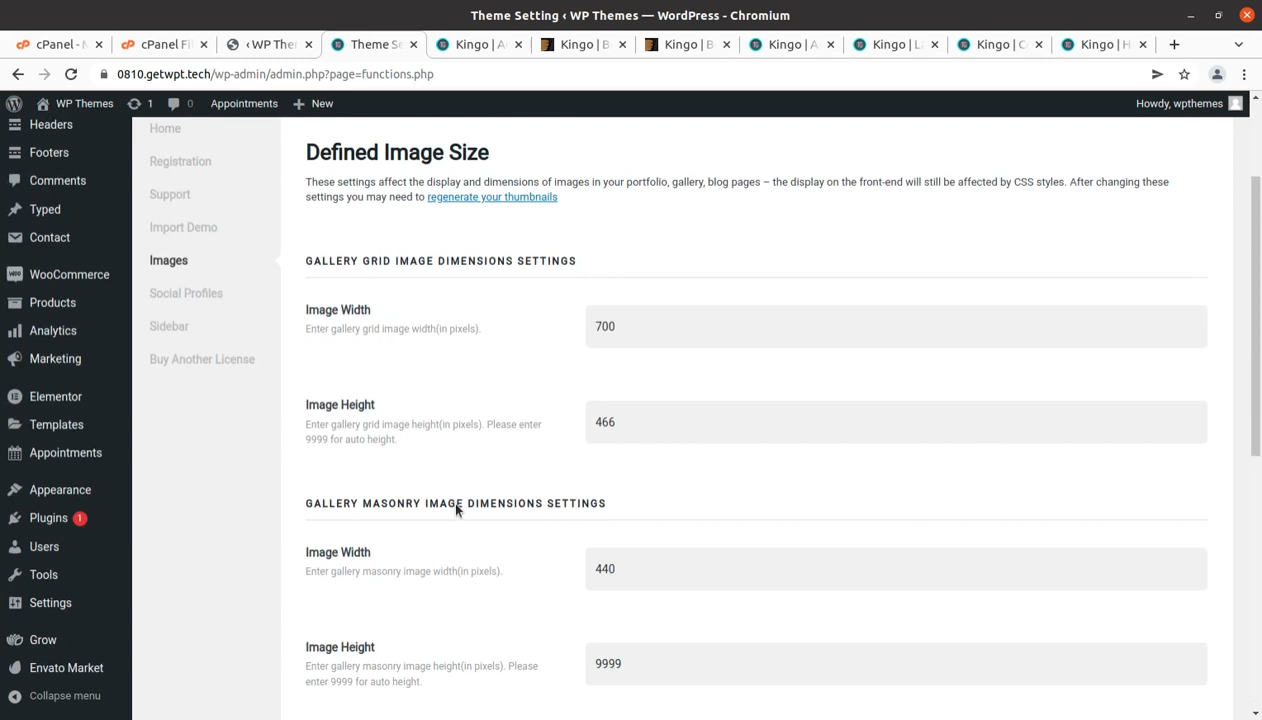 Theme Setting ‹ WP Themes — WordPress - Chromium
cPanel - N
cPanel Fi
‹ WP Ther
Theme Se
Kingo | A
Kingo | B
Kingo | B
Kingo | A
Kingo | L
Kingo | C
Kingo | H
0810.getwpt.tech/wp-admin/admin.php?page=functions.php
WP Themes
1
0
Appointments
New
Howdy, wpthemes
Headers
Footers
Comments
Typed
Contact
WooCommerce
Products
Analytics
Marketing
Elementor
Templates
Appointments
Appearance
Plugins 1
Users
Tools
Settings
Grow
Envato Market
Collapse menu
Home
Registration
Support
Import Demo
Images
Social Profiles
Sidebar
Buy Another License
Defined Image Size
These settings affect the display and dimensions of images in your portfolio, gallery, blog pages – the display on the front-end will still be affected by CSS styles. After changing these
settings you may need to regenerate your thumbnails
GALLERY GRID IMAGE DIMENSIONS SETTINGS
Image Width
Enter gallery grid image width(in pixels).
700
Image Height
Enter gallery grid image height(in pixels). Please enter
9999 for auto height.
466
GALLERY MASONRY IMAGE DIMENSIONS SETTINGS
Image Width
Enter gallery masonry image width(in pixels).
440
Image Height
Enter gallery masonry image height(in pixels). Please
enter 9999 for auto height.
9999